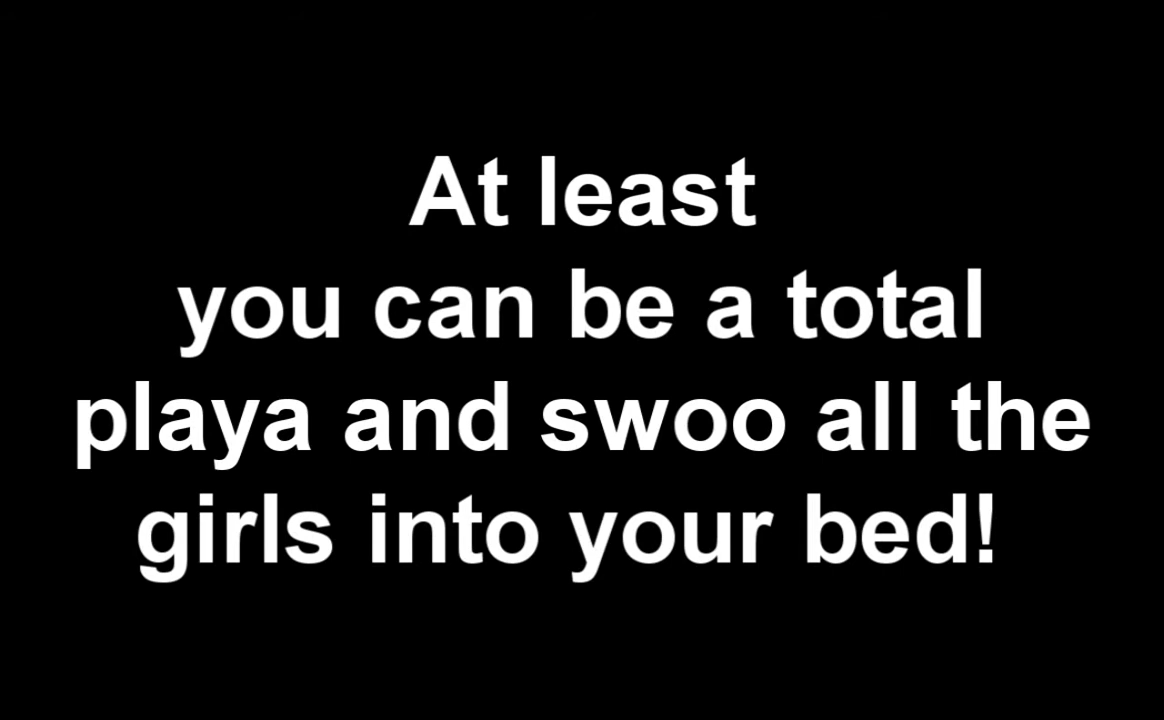 At least
you can be a total
playa and swoo all the
girls into your bed!